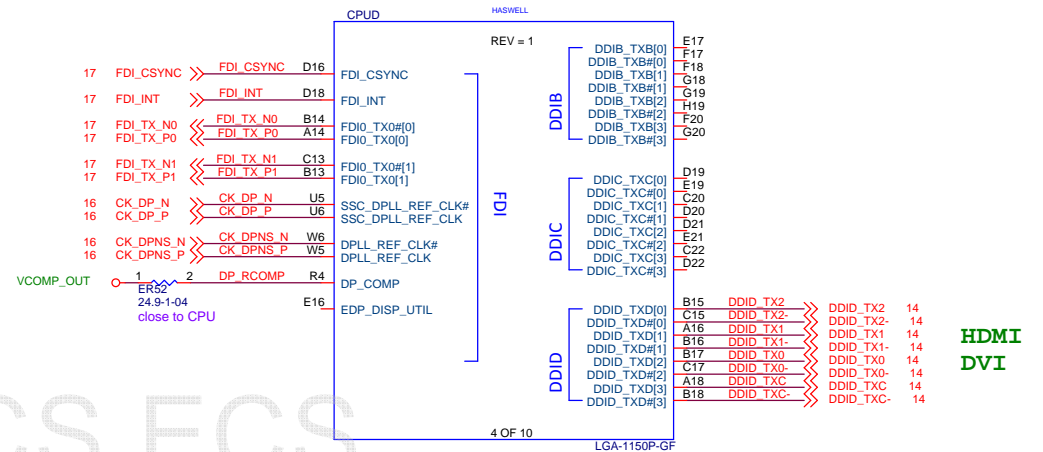 CPUD
HASWELL
REV = 1
17 FDI_CSYNC FDI_CSYNC D16 FDI_CSYNC
17 FDI_INT FDI_INT D18 FDI_INT
17 FDI_TX_N0 FDI_TX_N0 B14 FDI0_TX0#[0]
17 FDI_TX_P0 FDI_TX_P0 A14 FDI0_TX0[0]
17 FDI_TX_N1 FDI_TX_N1 C13 FDI0_TX0#[1]
17 FDI_TX_P1 FDI_TX_P1 B13 FDI0_TX0[1]
16 CK_DP_N CK_DP_N U5 SSC_DPLL_REF_CLK#
16 CK_DP_P CK_DP_P U6 SSC_DPLL_REF_CLK
16 CK_DPNS_N CK_DPNS_N W6 DPLL_REF_CLK#
16 CK_DPNS_P CK_DPNS_P W5 DPLL_REF_CLK
VCOMP_OUT 1 2 DP_RCOMP R4 DP_COMP
ER52
24.9-1-04
close to CPU
E16 EDP_DISP_UTIL
FDI
DDIB
DDIB_TXB[0] E17
DDIB_TXB#[0] F17
DDIB_TXB[1] F18
DDIB_TXB#[1] G18
DDIB_TXB[2] G19
DDIB_TXB#[2] H19
DDIB_TXB[3] F20
DDIB_TXB#[3] G20
DDIC
DDIC_TXC[0] D19
DDIC_TXC#[0] E19
DDIC_TXC[1] C20
DDIC_TXC#[1] D20
DDIC_TXC[2] D21
DDIC_TXC#[2] E21
DDIC_TXC[3] C22
DDIC_TXC#[3] D22
DDID
DDID_TXD[0] B15 DDID_TX2 DDID_TX2 14
DDID_TXD#[0] C15 DDID_TX2- DDID_TX2- 14
DDID_TXD[1] A16 DDID_TX1 DDID_TX1 14
DDID_TXD#[1] B16 DDID_TX1- DDID_TX1- 14
DDID_TXD[2] B17 DDID_TX0 DDID_TX0 14
DDID_TXD#[2] C17 DDID_TX0- DDID_TX0- 14
DDID_TXD[3] A18 DDID_TXC DDID_TXC 14
DDID_TXD#[3] B18 DDID_TXC- DDID_TXC- 14
HDMI
DVI
4 OF 10
LGA-1150P-GF
CS ECS